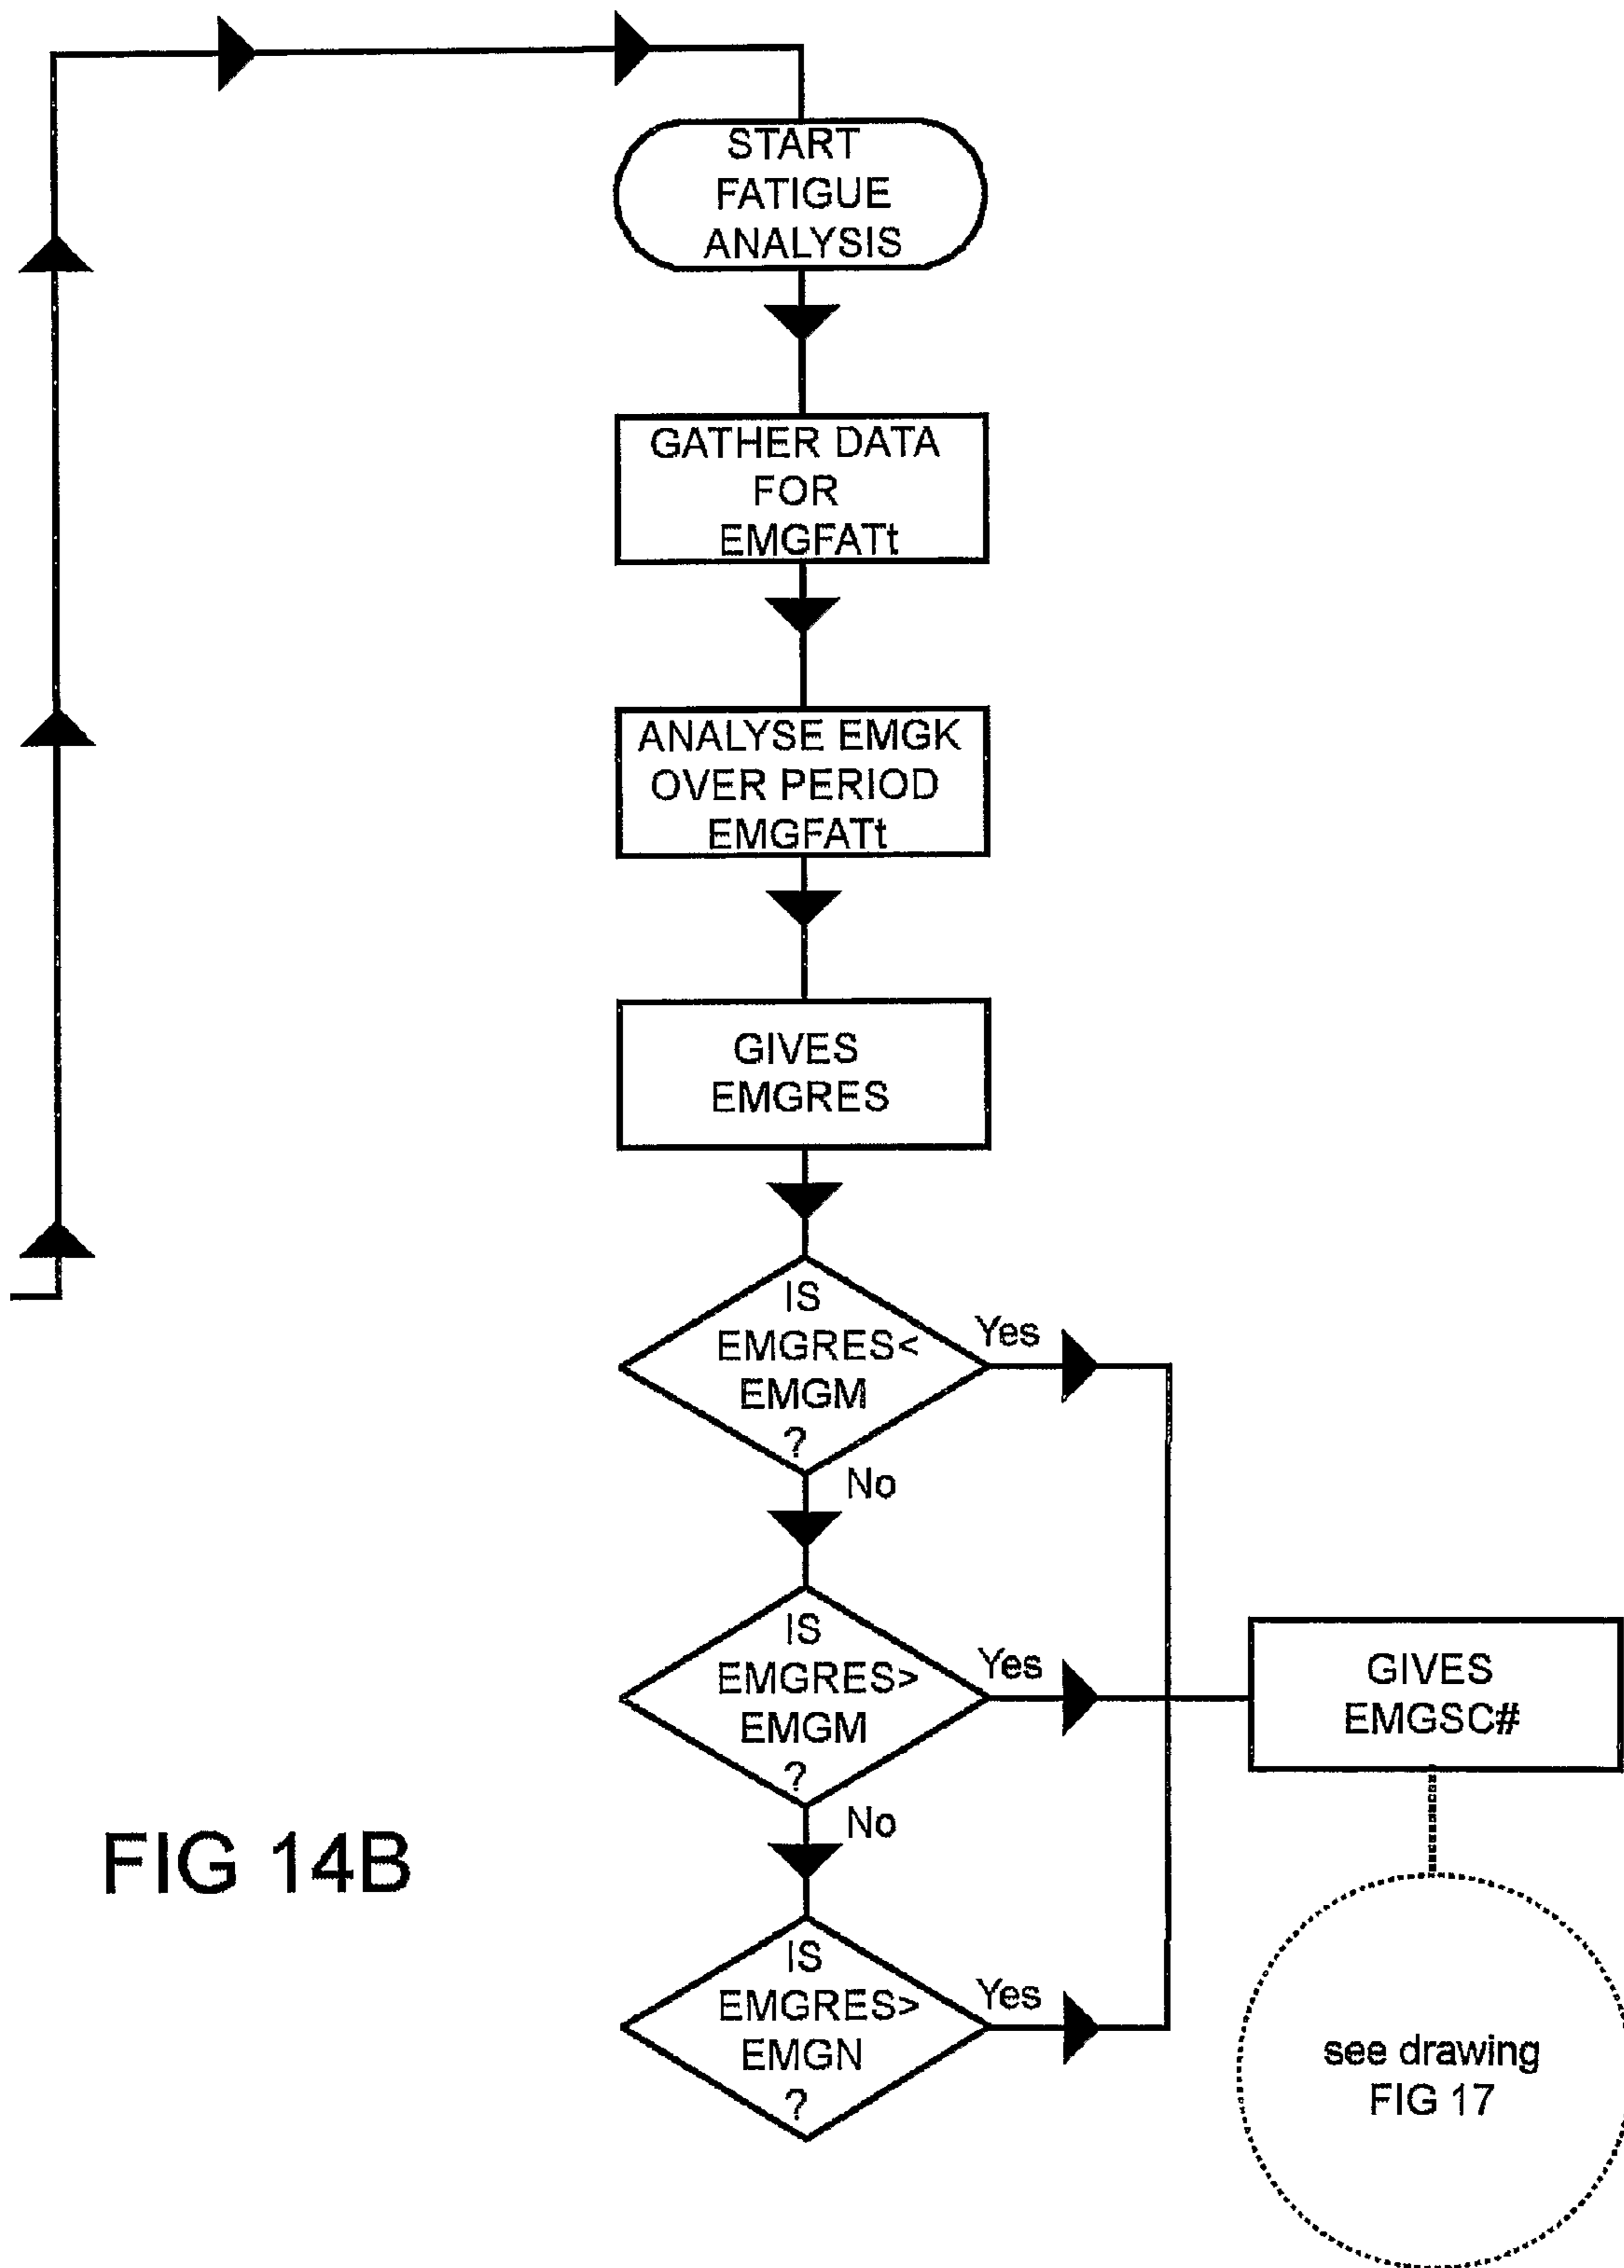 START
FATIGUE
ANALYSIS
GATHER DATA
FOR
EMGFATt
ANALYSE EMGK
OVER PERIOD
EMGFATt
GIVES
EMGRES
IS
EMGRES<
EMGM
?
Yes
No
IS
EMGRES>
EMGM
?
Yes
No
IS
EMGRES>
EMGN
?
Yes
GIVES
EMGSC#
see drawing
FIG 17
FIG 14B